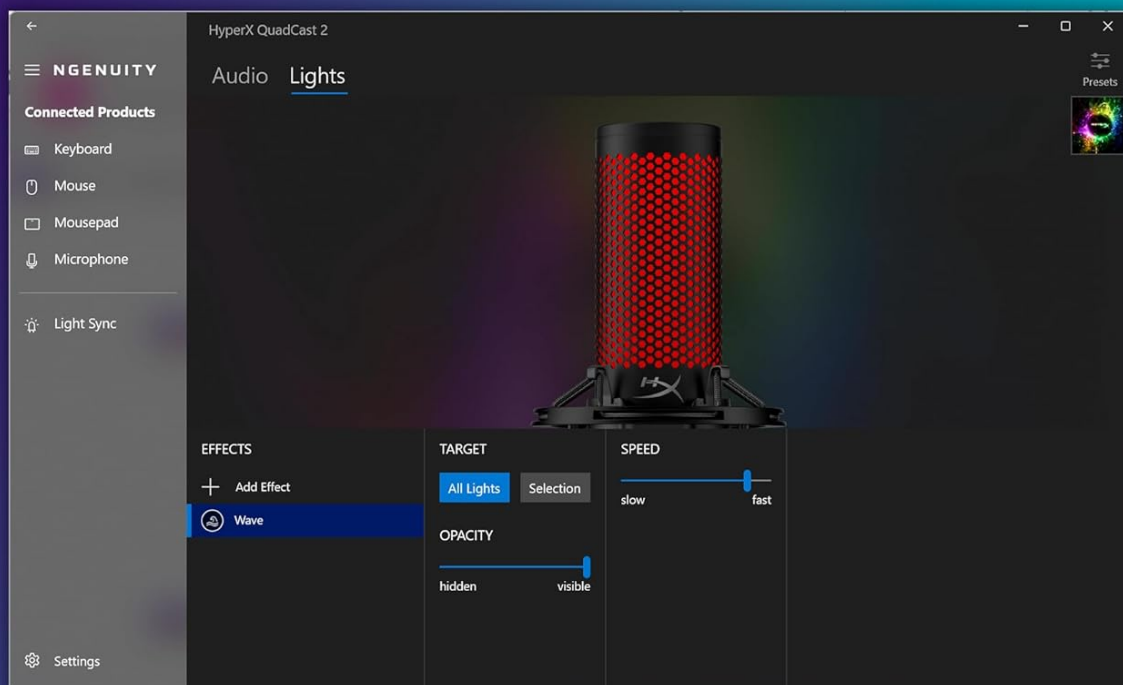 HyperX QuadCast 2
NGENUITY
Connected Products
Keyboard
Mouse
Mousepad
Microphone
Light Sync
Settings
Audio Lights
Presets
HX
EFFECTS
Add Effect
Wave
TARGET
All Lights Selection
OPACITY
hidden visible
SPEED
slow fast